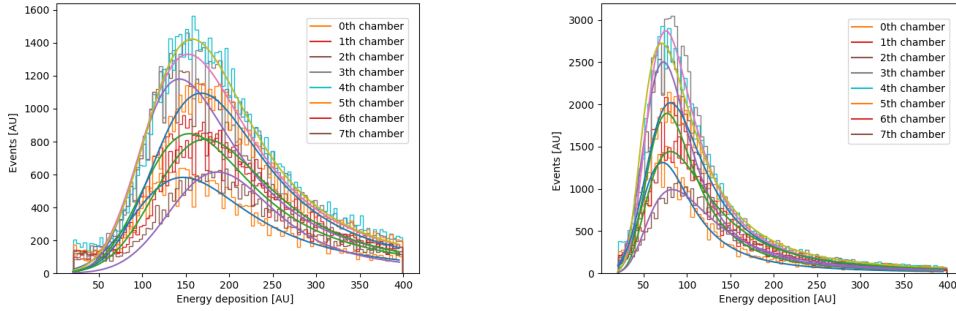 1600
1400
1200
1000
800
600
400
200
0
Events [AU]
50 100 150 200 250 300 350 400
Energy deposition [AU]
0th chamber
1th chamber
2th chamber
3th chamber
4th chamber
5th chamber
6th chamber
7th chamber
3000
2500
2000
1500
1000
500
0
Events [AU]
50 100 150 200 250 300 350 400
Energy deposition [AU]
0th chamber
1th chamber
2th chamber
3th chamber
4th chamber
5th chamber
6th chamber
7th chamber